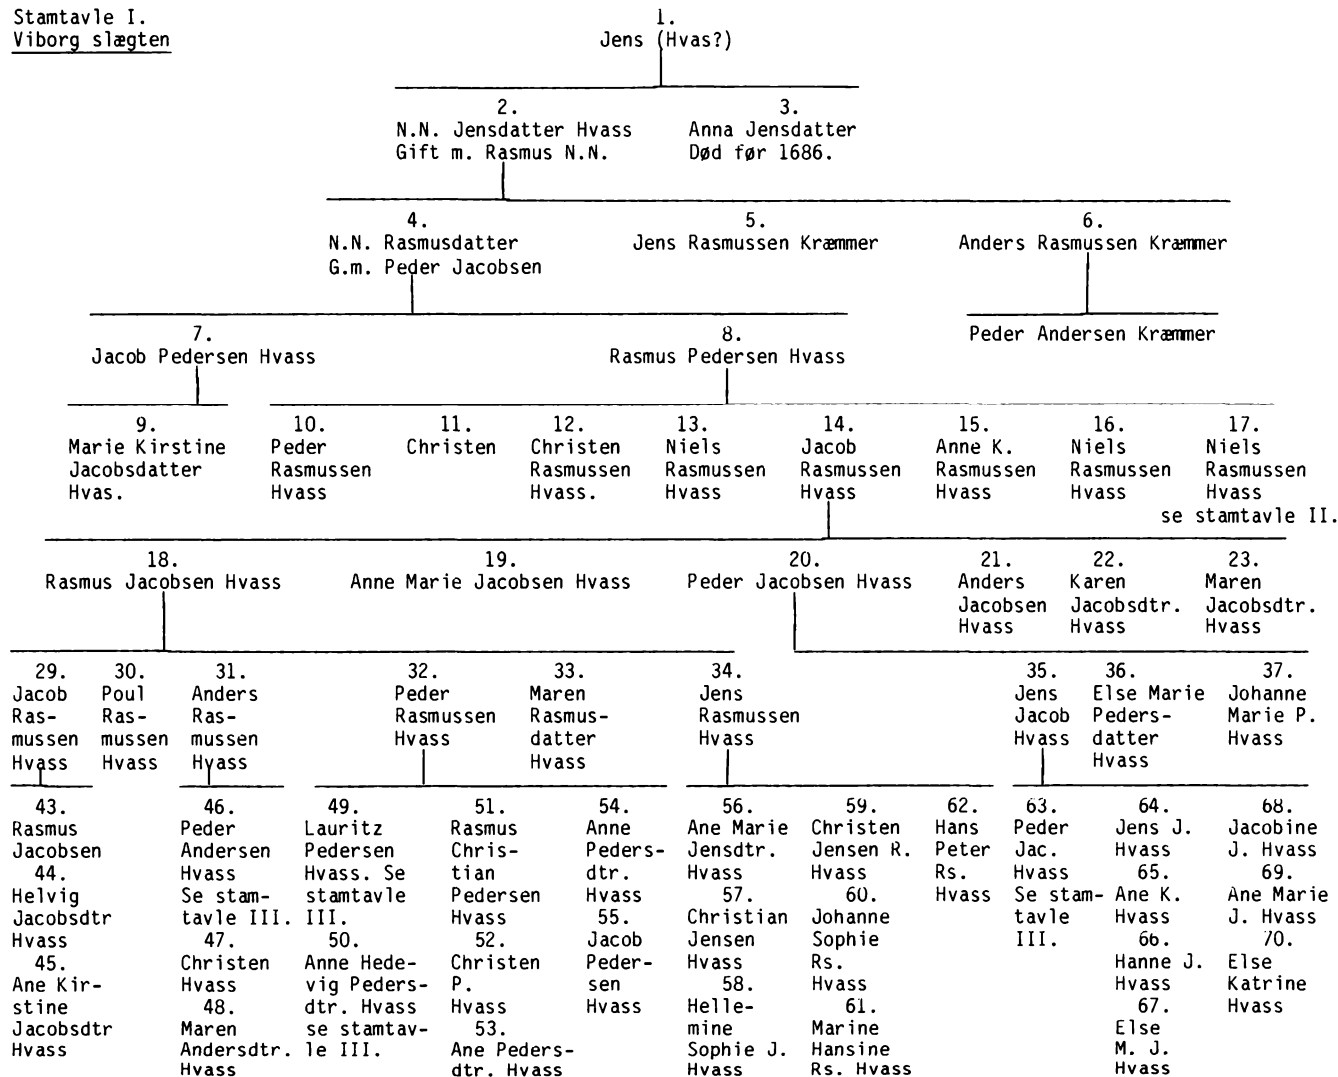 Stamtavle I.
Viborg slægten
1.
Jens (Hvas?)
2.
N.N. Jensdatter Hvass
Gift m. Rasmus N.N.
3.
Anna Jensdatter
Død før 1686.
4.
N.N. Rasmusdatter
G.m. Peder Jacobsen
5.
Jens Rasmussen Kræmmer
6.
Anders Rasmussen Kræmmer
7.
Jacob Pedersen Hvass
8.
Rasmus Pedersen Hvass
Peder Andersen Kræmmer
9.
Marie Kirstine
Jacobsdatter
Hvas.
10.
Peder
Rasmussen
Hvass
11.
Christen
12.
Christen
Rasmussen
Hvass.
13.
Niels
Rasmussen
Hvass
14.
Jacob
Rasmussen
Hvass
15.
Anne K.
Rasmussen
Hvass
16.
Niels
Rasmussen
Hvass
17.
Niels
Rasmussen
Hvass
se stamtavle II.
18.
Rasmus Jacobsen Hvass
19.
Anne Marie Jacobsen Hvass
20.
Peder Jacobsen Hvass
21.
Anders
Jacobsen
Hvass
22.
Karen
Jacobsdtr.
Hvass
23.
Maren
Jacobsdtr.
Hvass
29.
Jacob
Ras-
mussen
Hvass
30.
Poul
Ras-
mussen
Hvass
31.
Anders
Ras-
mussen
Hvass
32.
Peder
Rasmussen
Hvass
33.
Maren
Rasmus-
datter
Hvass
34.
Jens
Rasmussen
Hvass
35.
Jens
Jacob
Hvass
36.
Else Marie
Peders-
datter
Hvass
37.
Johanne
Marie P.
Hvass
43.
Rasmus
Jacobsen
44.
Helvig
Jacobsdtr
Hvass
45.
Ane Kir-
stine
Jacobsdtr
Hvass
46.
Peder
Andersen
Hvass
Se stam-
tavle III.
47.
Christen
Hvass
48.
Maren
Andersdtr.
Hvass
49.
Lauritz
Pedersen
Hvass. Se
stamtavle
III.
50.
Anne Hede-
vig Peders-
dtr. Hvass
se stamtav-
le III.
51.
Rasmus
Chris-
tian
Pedersen
Hvass
52.
Christen
P.
Hvass
53.
Ane Peders-
dtr. Hvass
54.
Anne
Peders-
dtr.
Hvass
55.
Jacob
Peder-
sen
Hvass
56.
Ane Marie
Jensdtr.
Hvass
57.
Christian
Jensen
Hvass
58.
Helle-
mine
Sophie J.
Hvass
59.
Christen
Jensen R.
Hvass
60.
Johanne
Sophie
Rs.
Hvass
61.
Marine
Hansine
Rs. Hvass
62.
Hans
Peter
Rs.
Hvass
63.
Peder
Jac.
Hvass
Se stam-
tavle
III.
64.
Jens J.
Hvass
65.
Ane K.
Hvass
66.
Hanne J.
Hvass
67.
Else
M. J.
Hvass
68.
Jacobine
J. Hvass
69.
Ane Marie
J. Hvass
70.
Else
Katrine
Hvass